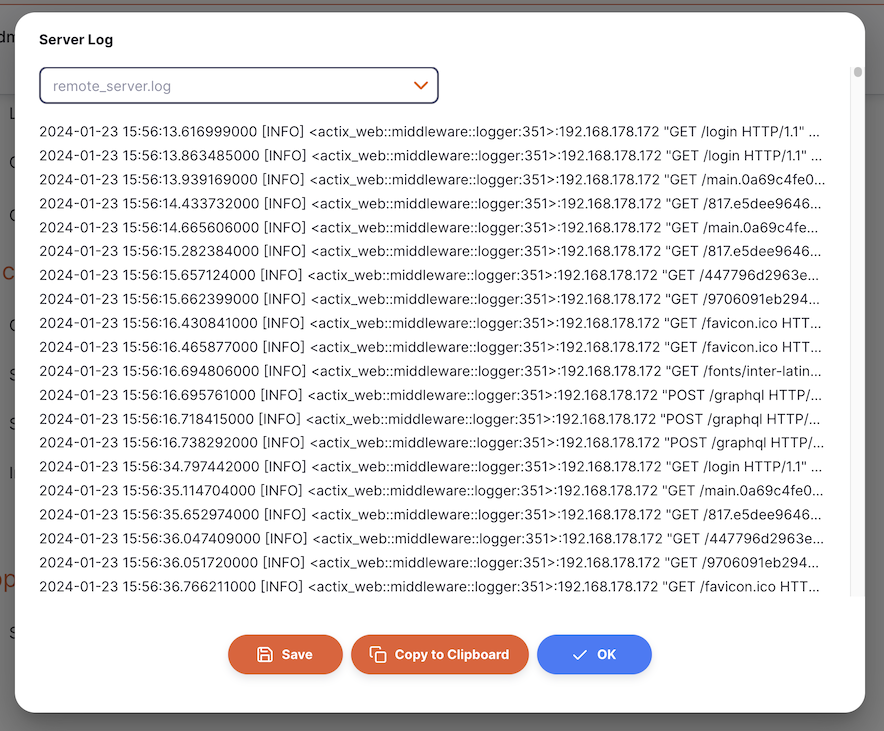 Server Log
remote_server.log
2024-01-23 15:56:13.616999000 [INFO] <actix_web::middleware::logger:351>:192.168.178.172 "GET /login HTTP/1.1" ...
2024-01-23 15:56:13.863485000 [INFO] <actix_web::middleware::logger:351>:192.168.178.172 "GET /login HTTP/1.1" ...
2024-01-23 15:56:13.939169000 [INFO] <actix_web::middleware::logger:351>:192.168.178.172 "GET /main.0a69c4fe0...
2024-01-23 15:56:14.433732000 [INFO] <actix_web::middleware::logger:351>:192.168.178.172 "GET /817.e5dee9646...
2024-01-23 15:56:14.665606000 [INFO] <actix_web::middleware::logger:351>:192.168.178.172 "GET /main.0a69c4fe...
2024-01-23 15:56:15.282384000 [INFO] <actix_web::middleware::logger:351>:192.168.178.172 "GET /817.e5dee9646...
2024-01-23 15:56:15.657124000 [INFO] <actix_web::middleware::logger:351>:192.168.178.172 "GET /447796d2963e...
2024-01-23 15:56:15.662399000 [INFO] <actix_web::middleware::logger:351>:192.168.178.172 "GET /9706091eb294...
2024-01-23 15:56:16.430841000 [INFO] <actix_web::middleware::logger:351>:192.168.178.172 "GET /favicon.ico HTT...
2024-01-23 15:56:16.465877000 [INFO] <actix_web::middleware::logger:351>:192.168.178.172 "GET /favicon.ico HTT...
2024-01-23 15:56:16.694806000 [INFO] <actix_web::middleware::logger:351>:192.168.178.172 "GET /fonts/inter-latin...
2024-01-23 15:56:16.695761000 [INFO] <actix_web::middleware::logger:351>:192.168.178.172 "POST /graphql HTTP/...
2024-01-23 15:56:16.718415000 [INFO] <actix_web::middleware::logger:351>:192.168.178.172 "POST /graphql HTTP/...
2024-01-23 15:56:16.738292000 [INFO] <actix_web::middleware::logger:351>:192.168.178.172 "POST /graphql HTTP/...
2024-01-23 15:56:34.797442000 [INFO] <actix_web::middleware::logger:351>:192.168.178.172 "GET /login HTTP/1.1" ...
2024-01-23 15:56:35.114704000 [INFO] <actix_web::middleware::logger:351>:192.168.178.172 "GET /main.0a69c4fe0...
2024-01-23 15:56:35.652974000 [INFO] <actix_web::middleware::logger:351>:192.168.178.172 "GET /817.e5dee9646...
2024-01-23 15:56:36.047409000 [INFO] <actix_web::middleware::logger:351>:192.168.178.172 "GET /447796d2963e...
2024-01-23 15:56:36.051720000 [INFO] <actix_web::middleware::logger:351>:192.168.178.172 "GET /9706091eb294...
2024-01-23 15:56:36.766211000 [INFO] <actix_web::middleware::logger:351>:192.168.178.172 "GET /favicon.ico HTT...
Save
Copy to Clipboard
OK